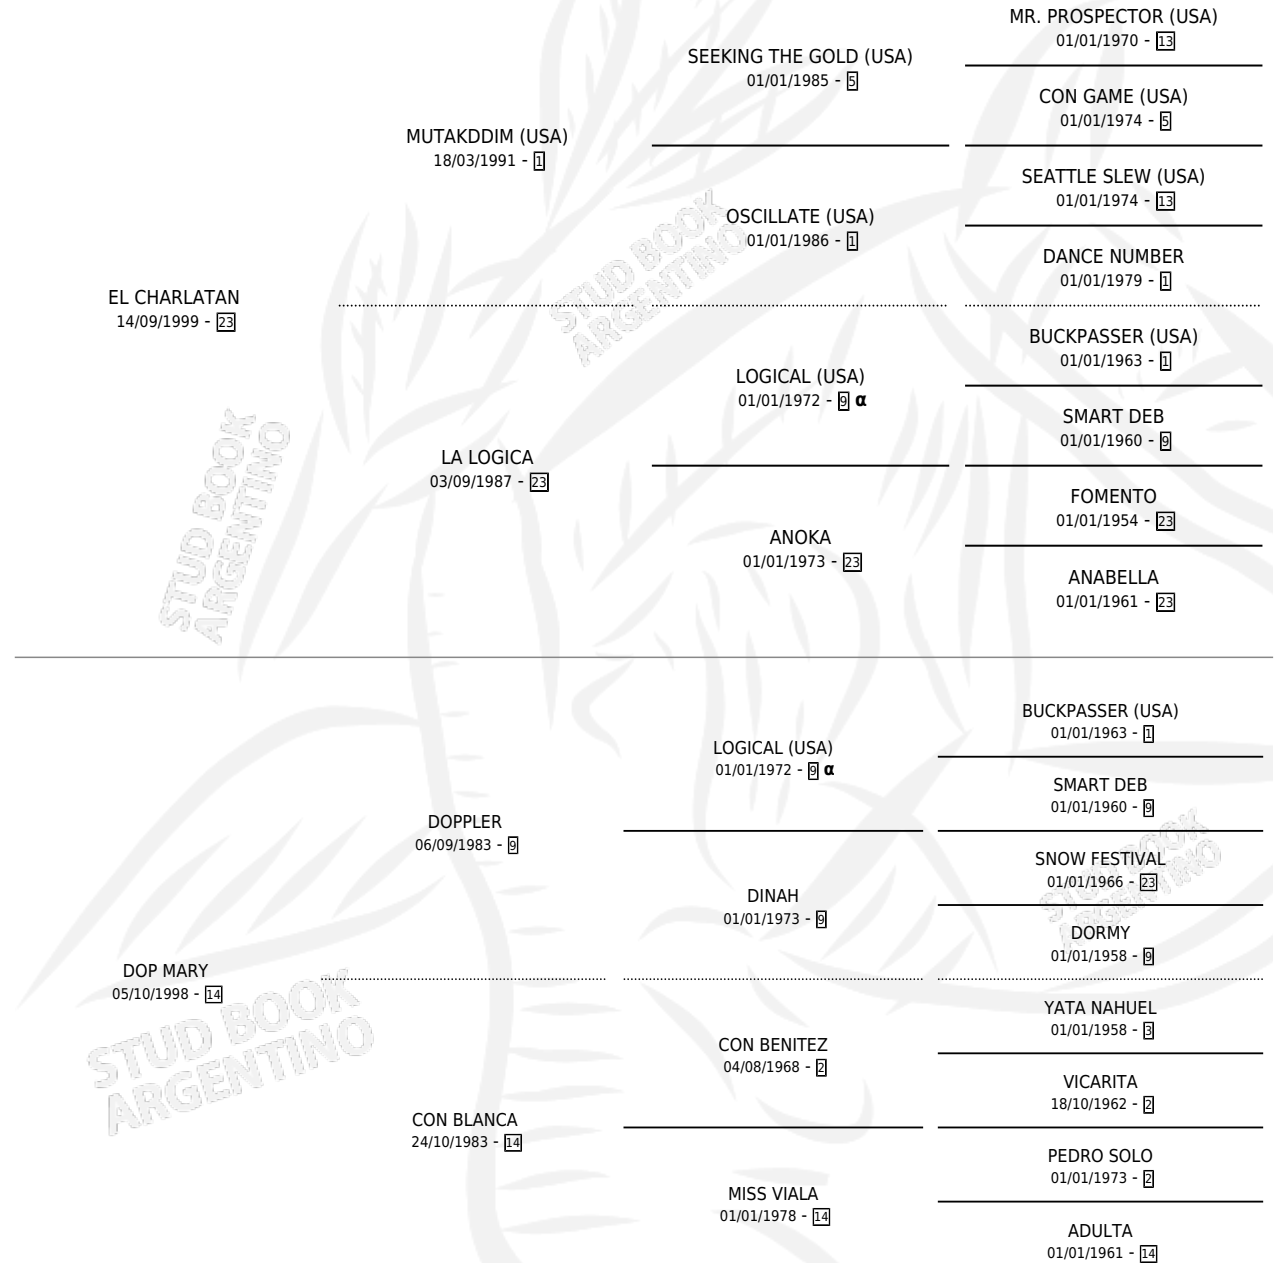 MR. PROSPECTOR (USA)
01/01/1970 - 13
SEEKING THE GOLD (USA)
01/01/1985 - 5
CON GAME (USA)
01/01/1974 - 5
MUTAKDDIM (USA)
18/03/1991 - 1
SEATTLE SLEW (USA)
01/01/1974 - 13
OSCILLATE (USA)
01/01/1986 - 1
DANCE NUMBER
01/01/1979 - 1
EL CHARLATAN
14/09/1999 - 23
BUCKPASSER (USA)
01/01/1963 - 1
LOGICAL (USA)
01/01/1972 - 9 α
SMART DEB
01/01/1960 - 9
LA LOGICA
03/09/1987 - 23
FOMENTO
01/01/1954 - 23
ANOKA
01/01/1973 - 23
ANABELLA
01/01/1961 - 23
BUCKPASSER (USA)
01/01/1963 - 1
LOGICAL (USA)
01/01/1972 - 9 α
SMART DEB
01/01/1960 - 9
DOPPLER
06/09/1983 - 9
SNOW FESTIVAL
01/01/1966 - 23
DINAH
01/01/1973 - 9
DORMY
01/01/1958 - 9
DOP MARY
05/10/1998 - 14
YATA NAHUEL
01/01/1958 - 3
CON BENITEZ
04/08/1968 - 2
VICARITA
18/10/1962 - 2
CON BLANCA
24/10/1983 - 14
PEDRO SOLO
01/01/1973 - 2
MISS VIALA
01/01/1978 - 14
ADULTA
01/01/1961 - 14
STUD BOOK
ARGENTINO
STUD BOOK
ARGENTINO
STUD BOOK
ARGENTINO
STUD BOOK
ARGENTINO